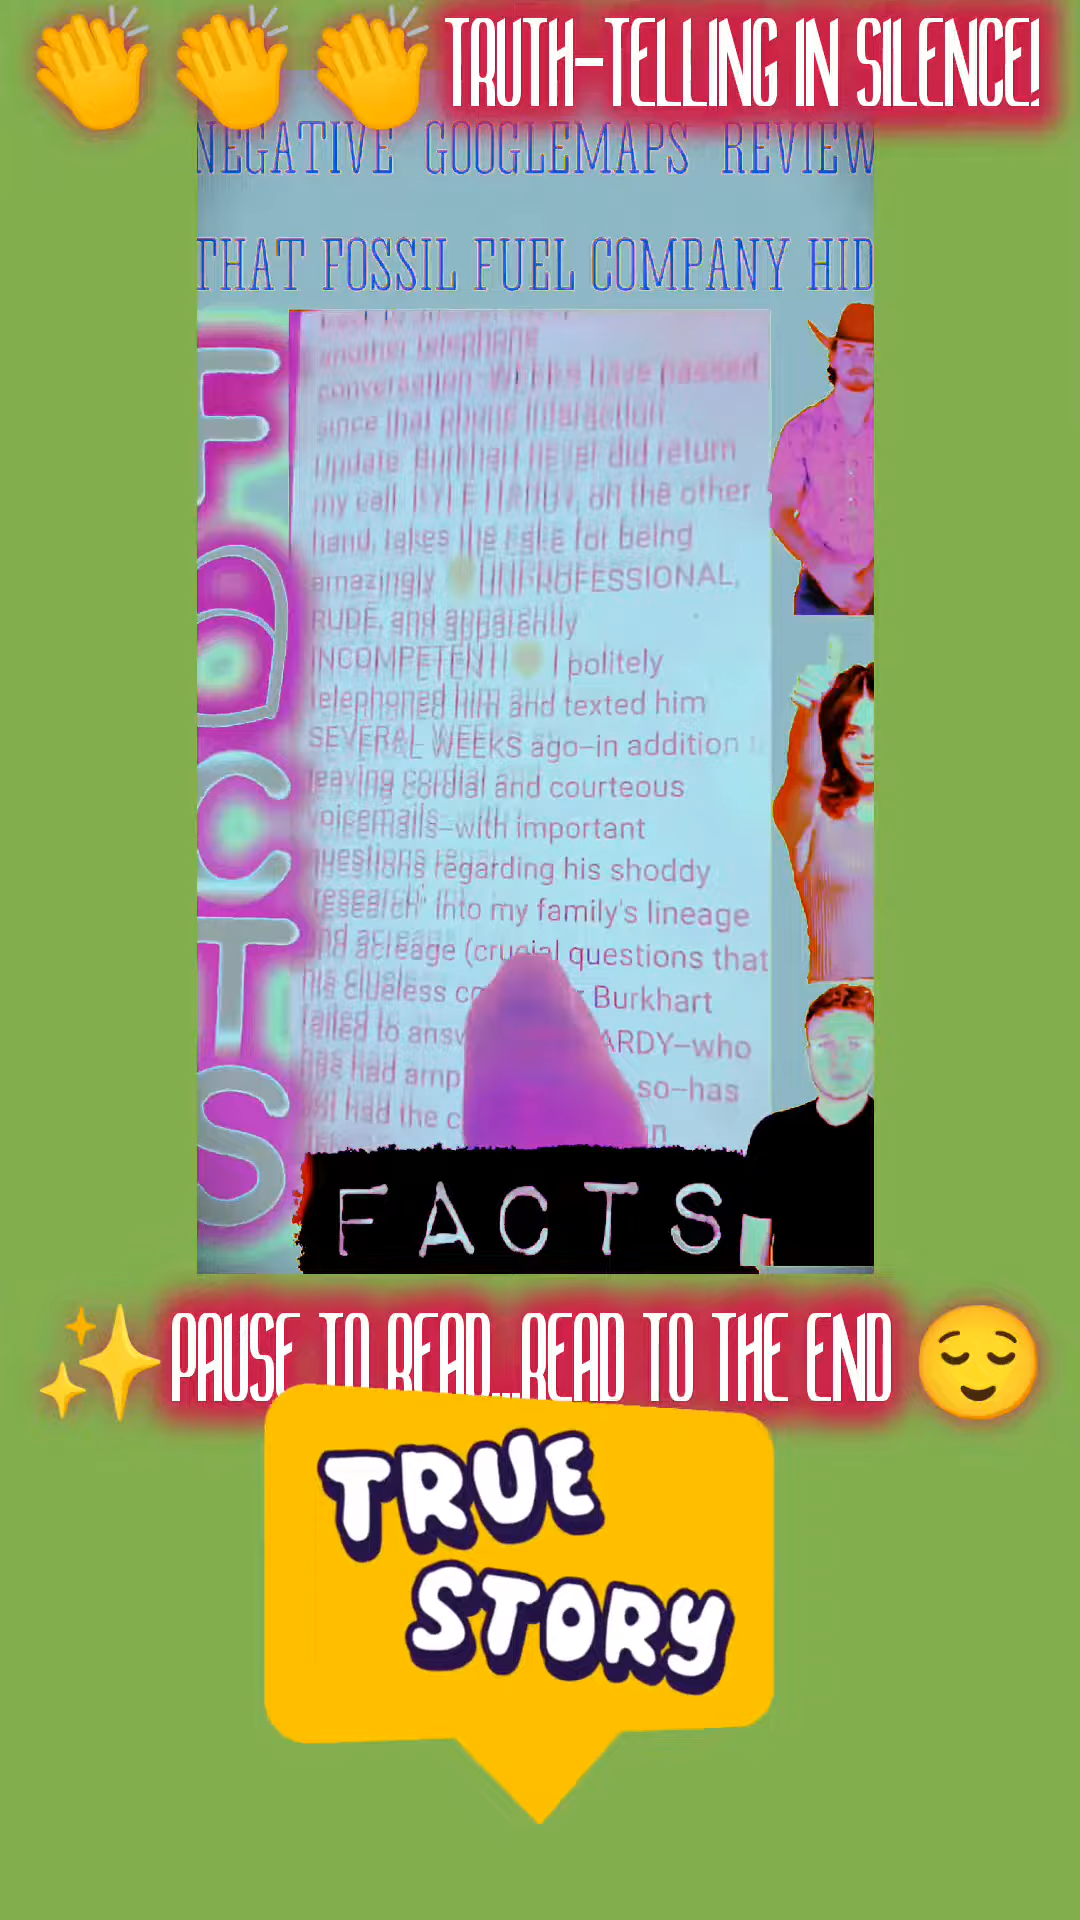 TRUTH-TELLING IN SILENCE!
NEGATIVE GOOGLEMAPS REVIEW
THAT FOSSIL FUEL COMPANY HID
FACTS
another telephone
conversation. WEEKS have passed
since that phone interaction
Update Burkhart never did return
my call. KYLE HARDY, on the other
hand, takes the cake for being
amazingly UNPROFESSIONAL,
RUDE, and apparently
INCOMPETENT! I politely
telephoned him and texted him
SEVERAL WEEKS ago-in addition
leaving cordial and courteous
voicemails-with important
questions regarding his shoddy
"research" into my family's lineage
and acreage (crucial questions that
his clueless Burkhart
failed to HARDY-who
has had so-has
not had the
FACTS
PAUSE TO READ...READ TO THE END
TRUE
STORY